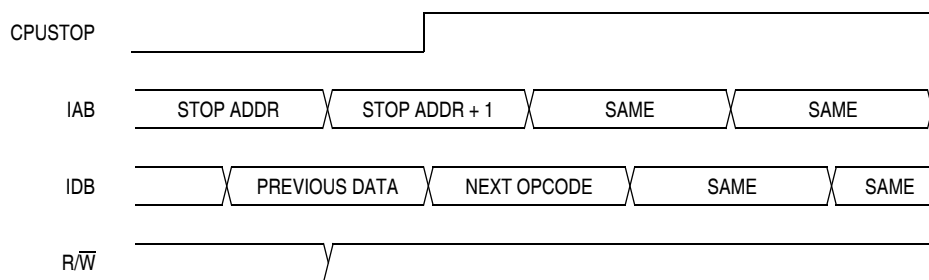 CPUSTOP
IAB STOP ADDR STOP ADDR + 1 SAME SAME
IDB PREVIOUS DATA NEXT OPCODE SAME SAME
R/W̅